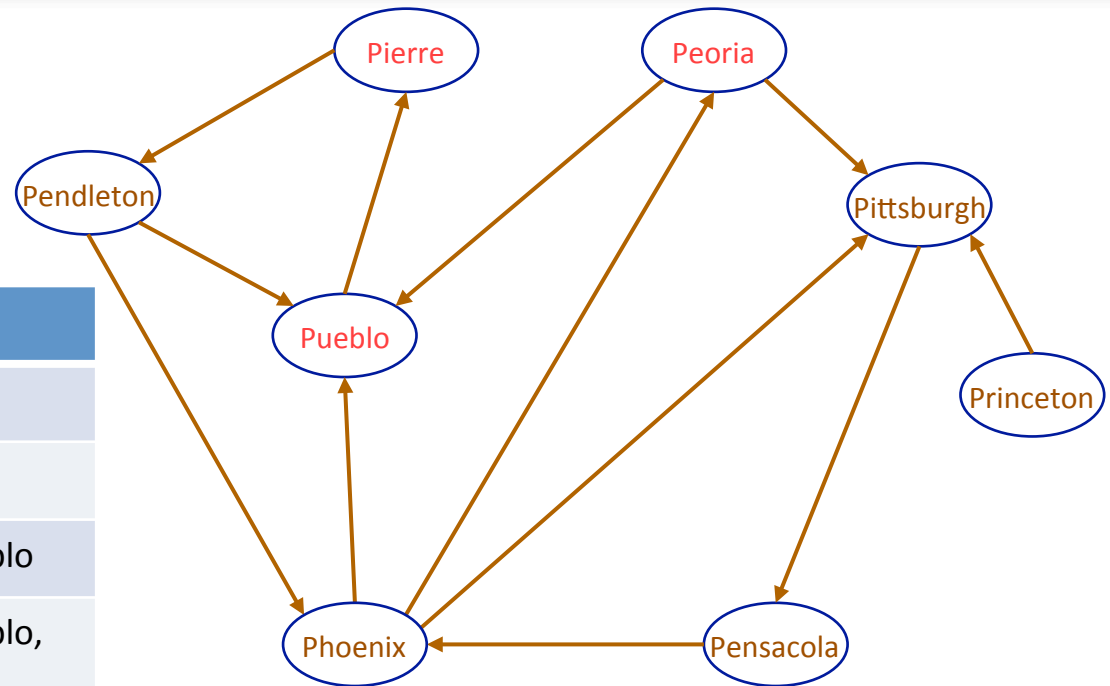 Pierre
Peoria
Pendleton
Pittsburgh
Pueblo
Princeton
Phoenix
Pensacola